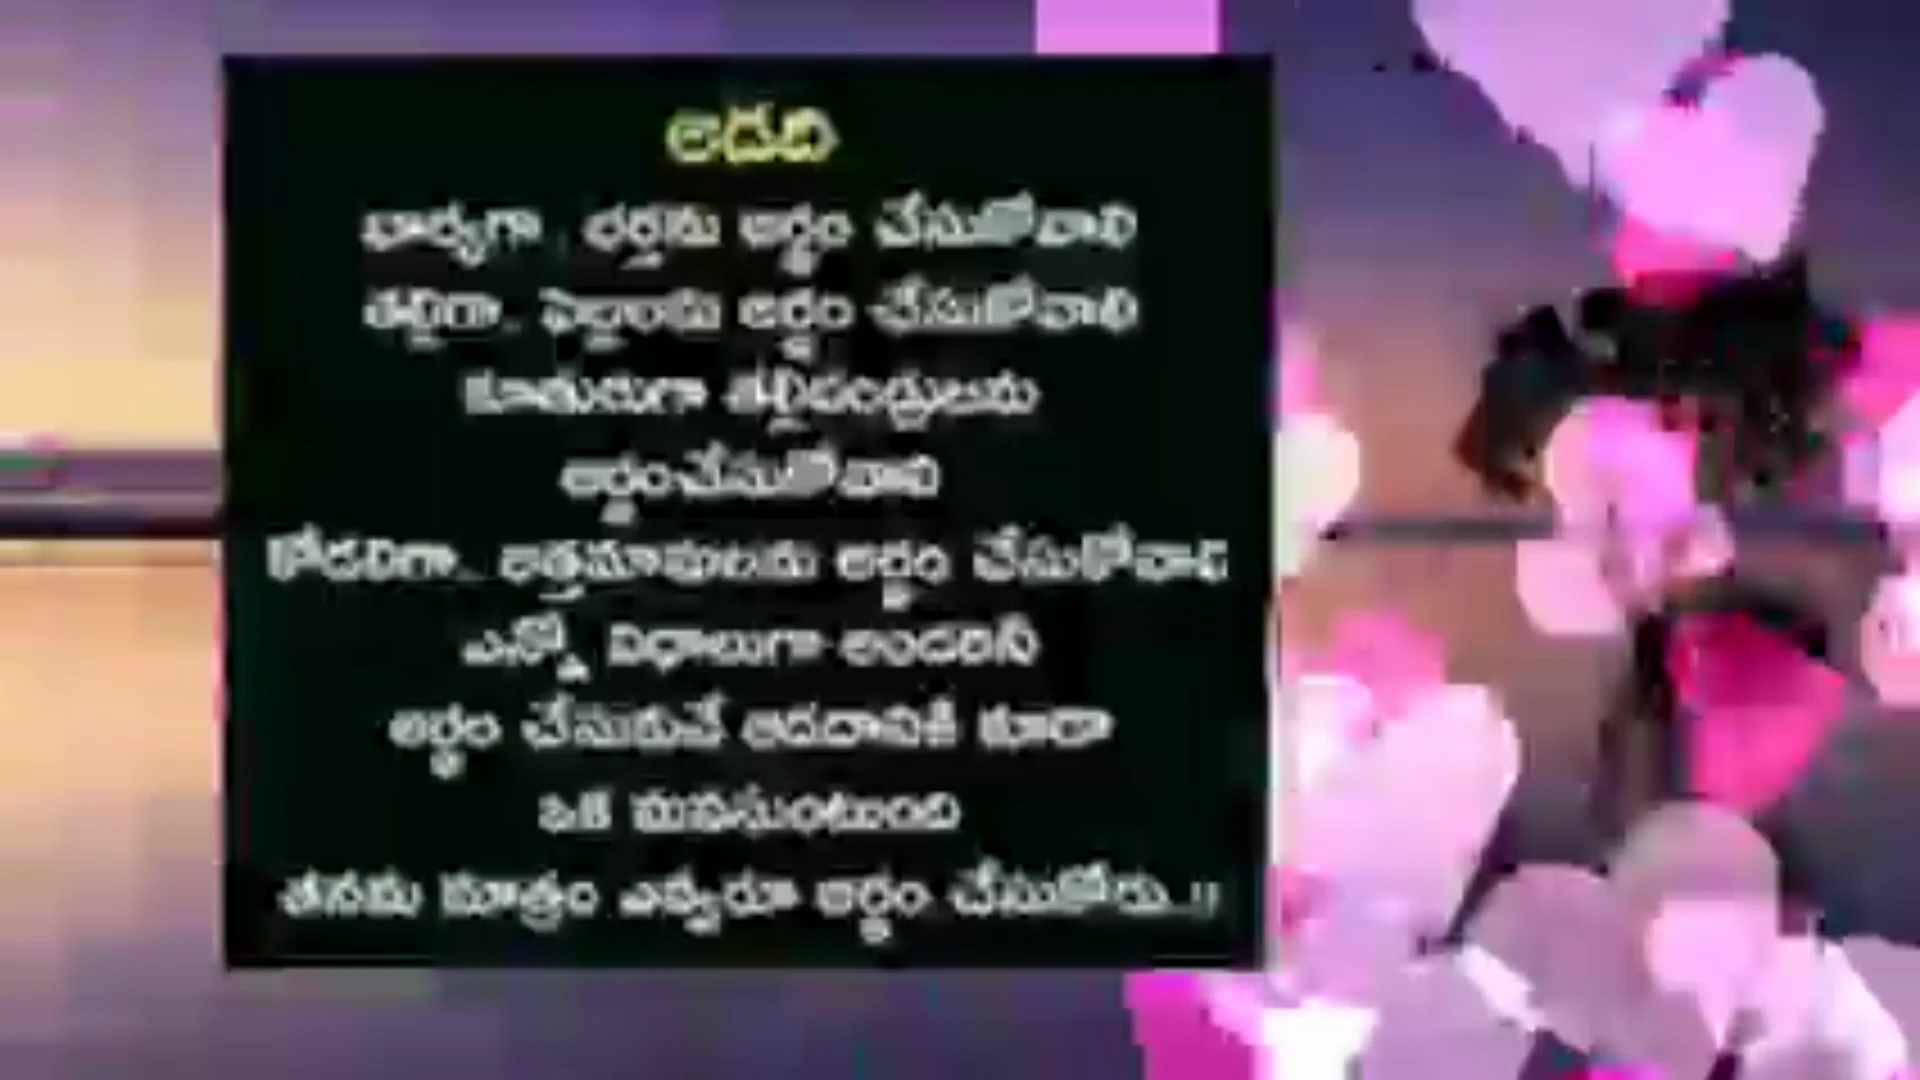 ఆడది
భార్యగా.. భర్తను అర్థం చేసుకోవాలి
తల్లిగా.. పిల్లలను అర్థం చేసుకోవాలి
కూతురుగా తల్లిదండ్రులను
అర్థంచేసుకోవాలి
కోడలిగా.. అత్తమామలను అర్థం చేసుకోవాలి
ఎన్నో విధాలుగా అందరినీ
అర్థం చేసుకునే ఆడదానికి కూడా
ఒక మనసుంటుంది
తనను మాత్రం ఎవ్వరూ అర్థం చేసుకోరు..!!